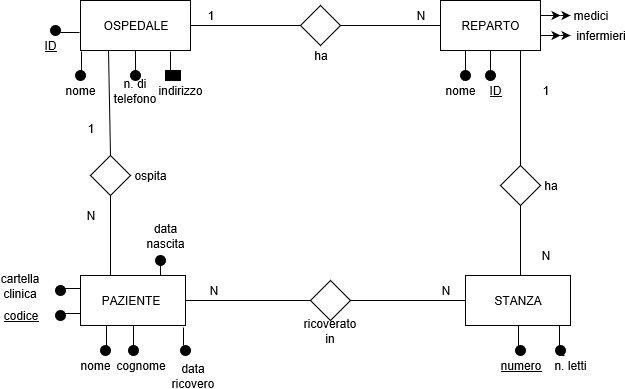 OSPEDALE
1
N
REPARTO
medici
infermieri
ID
ha
nome
n. di
telefono
indirizzo
nome
ID
1
1
ospita
ha
N
data
nascita
N
cartella
clinica
PAZIENTE
N
N
STANZA
codice
ricoverato
in
nome
cognome
data
ricovero
numero
n. letti